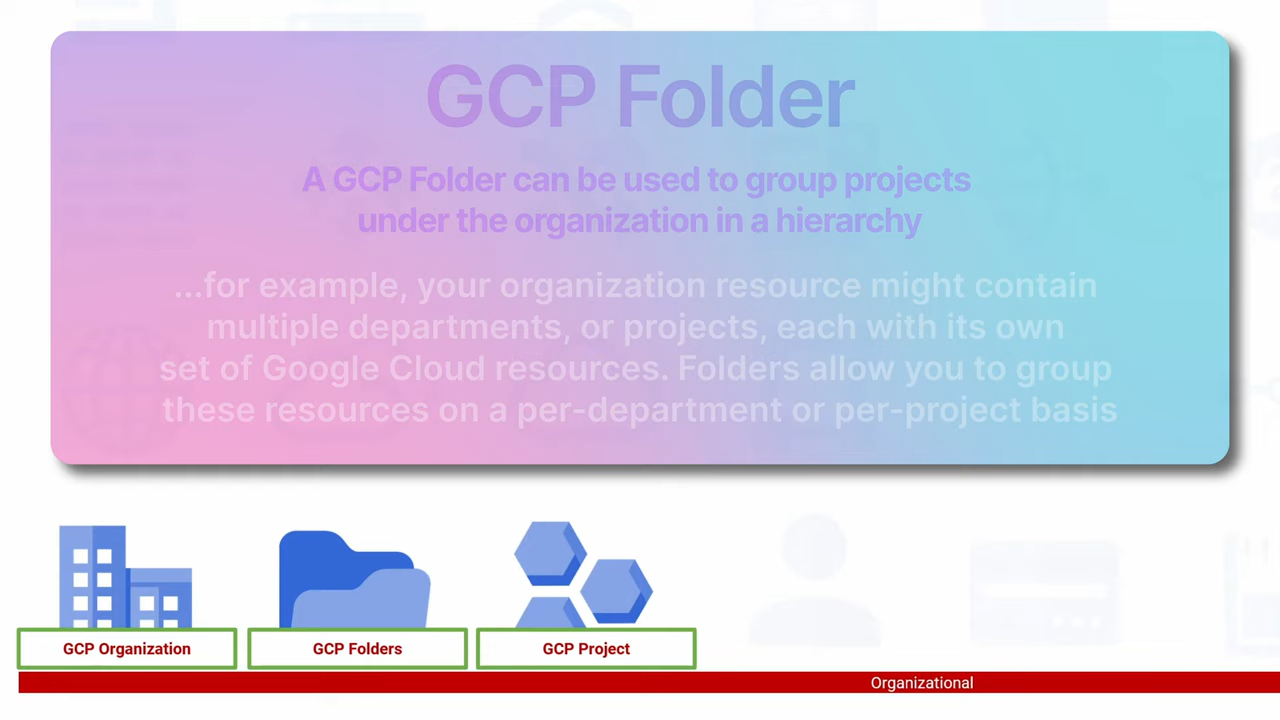 GCP Folder
A GCP Folder can be used to group projects
under the organization in a hierarchy
...for example, your organization resource might contain
multiple departments, or projects, each with its own
set of Google Cloud resources. Folders allow you to group
these resources on a per-department or per-project basis
GCP Organization
GCP Folders
GCP Project
Organizational